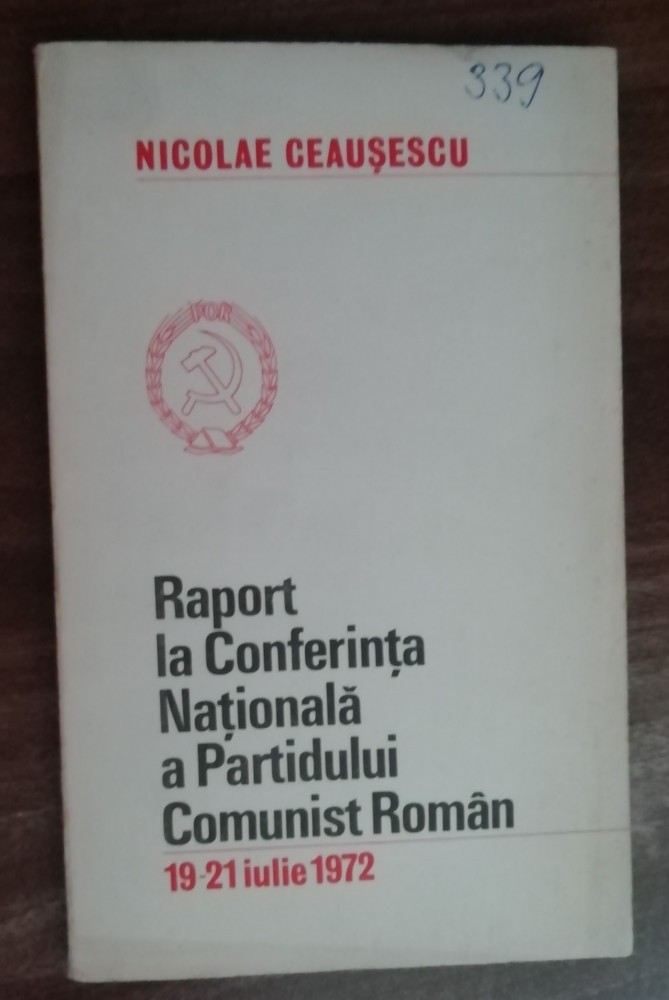 339
NICOLAE CEAUȘESCU
PCR
Raport
la Conferința
Națională
a Partidului
Comunist Român
19-21 iulie 1972